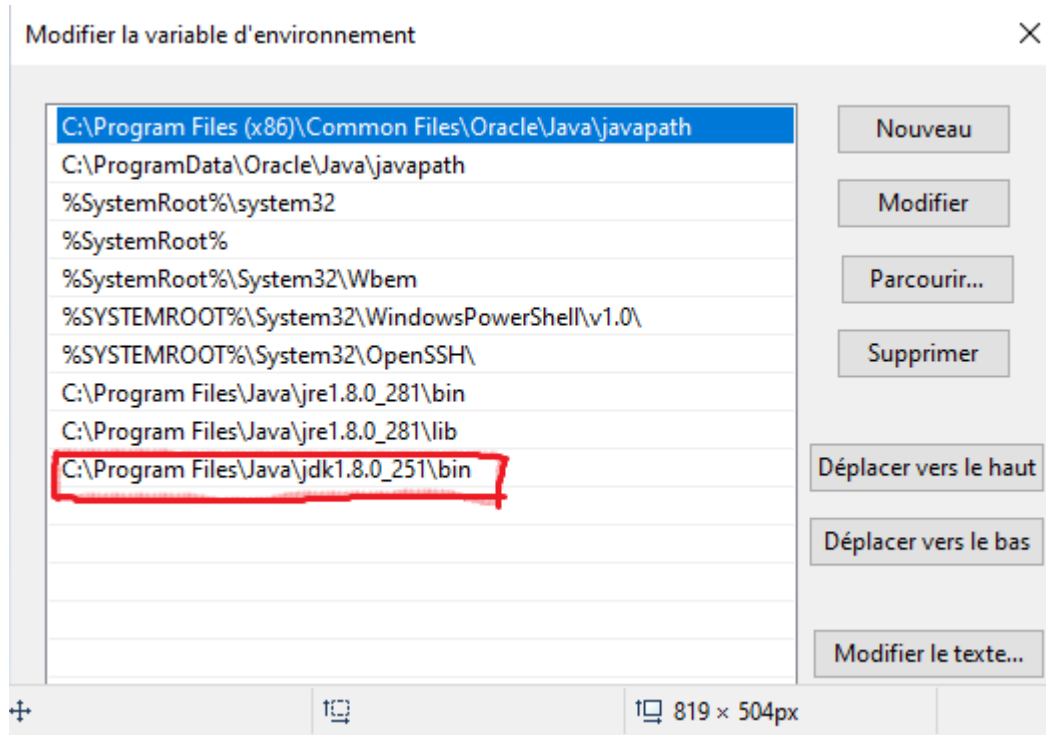 Modifier la variable d'environnement
C:\Program Files (x86)\Common Files\Oracle\Java\javapath
C:\ProgramData\Oracle\Java\javapath
%SystemRoot%\system32
%SystemRoot%
%SystemRoot%\System32\Wbem
%SYSTEMROOT%\System32\WindowsPowerShell\v1.0\
%SYSTEMROOT%\System32\OpenSSH\
C:\Program Files\Java\jre1.8.0_281\bin
C:\Program Files\Java\jre1.8.0_281\lib
C:\Program Files\Java\jdk1.8.0_251\bin
Nouveau
Modifier
Parcourir...
Supprimer
Déplacer vers le haut
Déplacer vers le bas
Modifier le texte...
819 × 504px